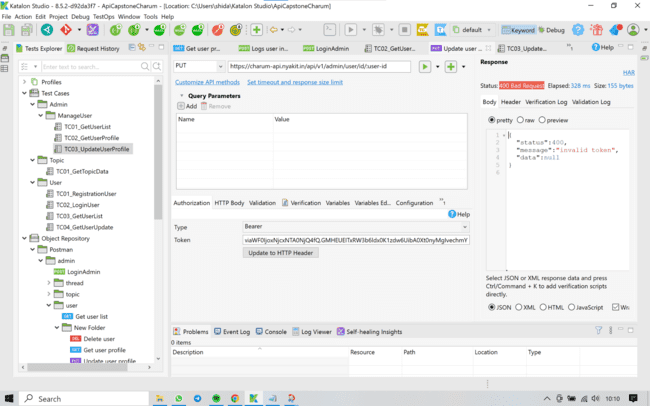 Katalon Studio - 8.5.2-d92da3f7 - ApiCapstoneCharum - [Location: C:\Users\shida\Katalon Studio\ApiCapstoneCharum]
File Action Edit Project Debug TestOps Window Tools Help
default
Keyword
Debug
Tests Explorer
Request History
Get user pr...
Logs user in...
LoginAdmin
TC02_GetUser...
Update user ...
TC03_Update...
Help
Enter text to search...
Profiles
Test Cases
Admin
ManageUser
TC01_GetUserList
TC02_GetUserProfile
TC03_UpdateUserProfile
Topic
TC01_GetTopicData
User
TC01_RegistrationUser
TC02_LoginUser
TC03_GetUserList
TC04_GetUserUpdate
Object Repository
Postman
admin
LoginAdmin
thread
topic
user
Get user list
New Folder
Delete user
Get user profile
Update user profile
PUT
https://charum-api.nyakit.in/api/v1/admin/user/id/:user-id
Customize API methods
Set timeout and response size limit
Query Parameters
Add
Remove
Name
Value
Authorization
HTTP Body
Validation
Verification
Variables
Variables Ed...
Configuration
Help
Type
Bearer
Token
Update to HTTP Header
Response
HAR
Status: 400 Bad Request Elapsed: 328 ms Size: 155 bytes
Body
Header
Verification Log
Validation Log
pretty
raw
preview
1 {
2 "status":400,
3 "message":"invalid token",
4 "data":null
5 }
6
Select JSON or XML response data and press
Ctrl/Command + K to add verification scripts
directly.
JSON
XML
HTML
JavaScript
Problems
Event Log
Console
Log Viewer
Self-healing Insights
0 items
Description
Resource
Path
Location
Type
Search
10:10